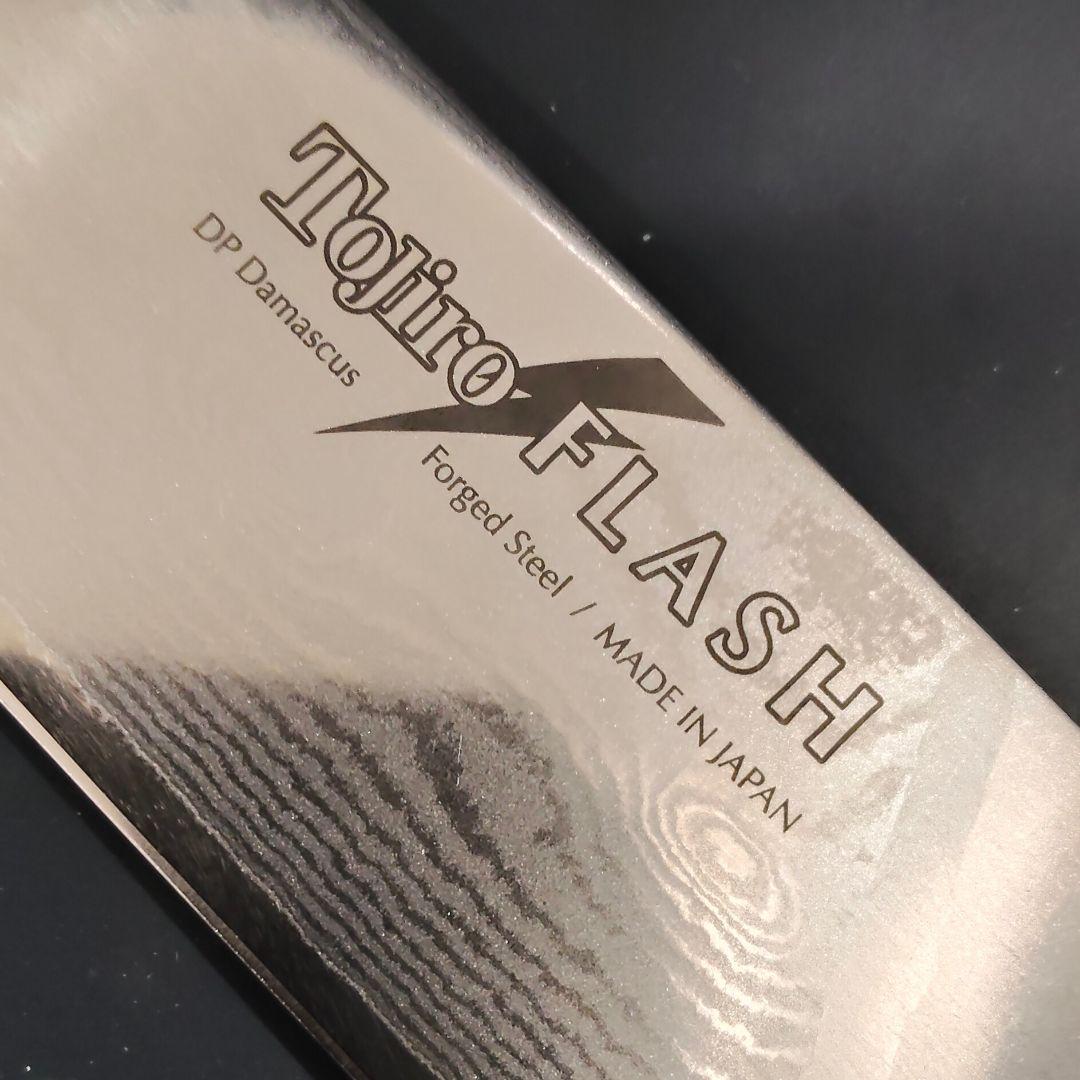 Tojiro FLASH
DP Damascus
Forged Steel / MADE IN JAPAN